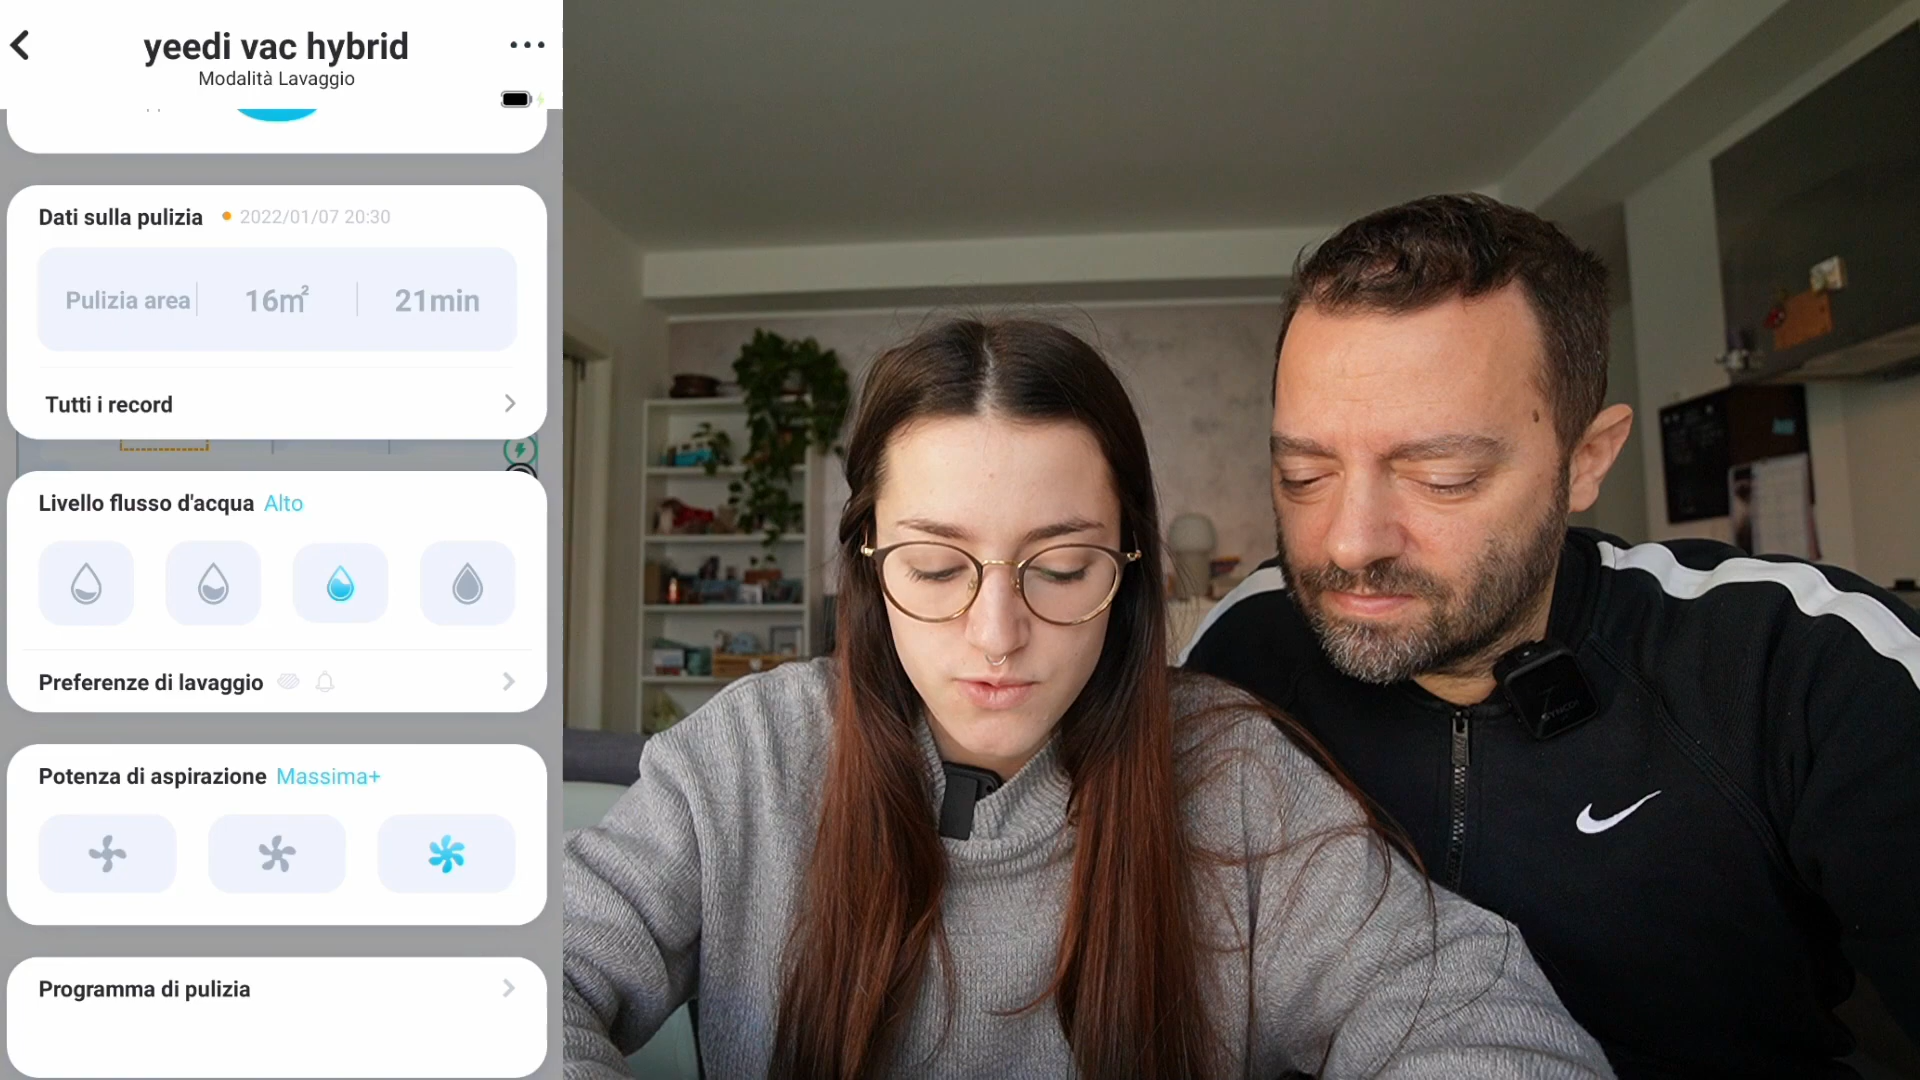 yeedi vac hybrid
Modalità Lavaggio
Dati sulla pulizia 2022/01/07 20:30
Pulizia area 16m² 21min
Tutti i record
Livello flusso d'acqua Alto
Preferenze di lavaggio
Potenza di aspirazione Massima+
Programma di pulizia